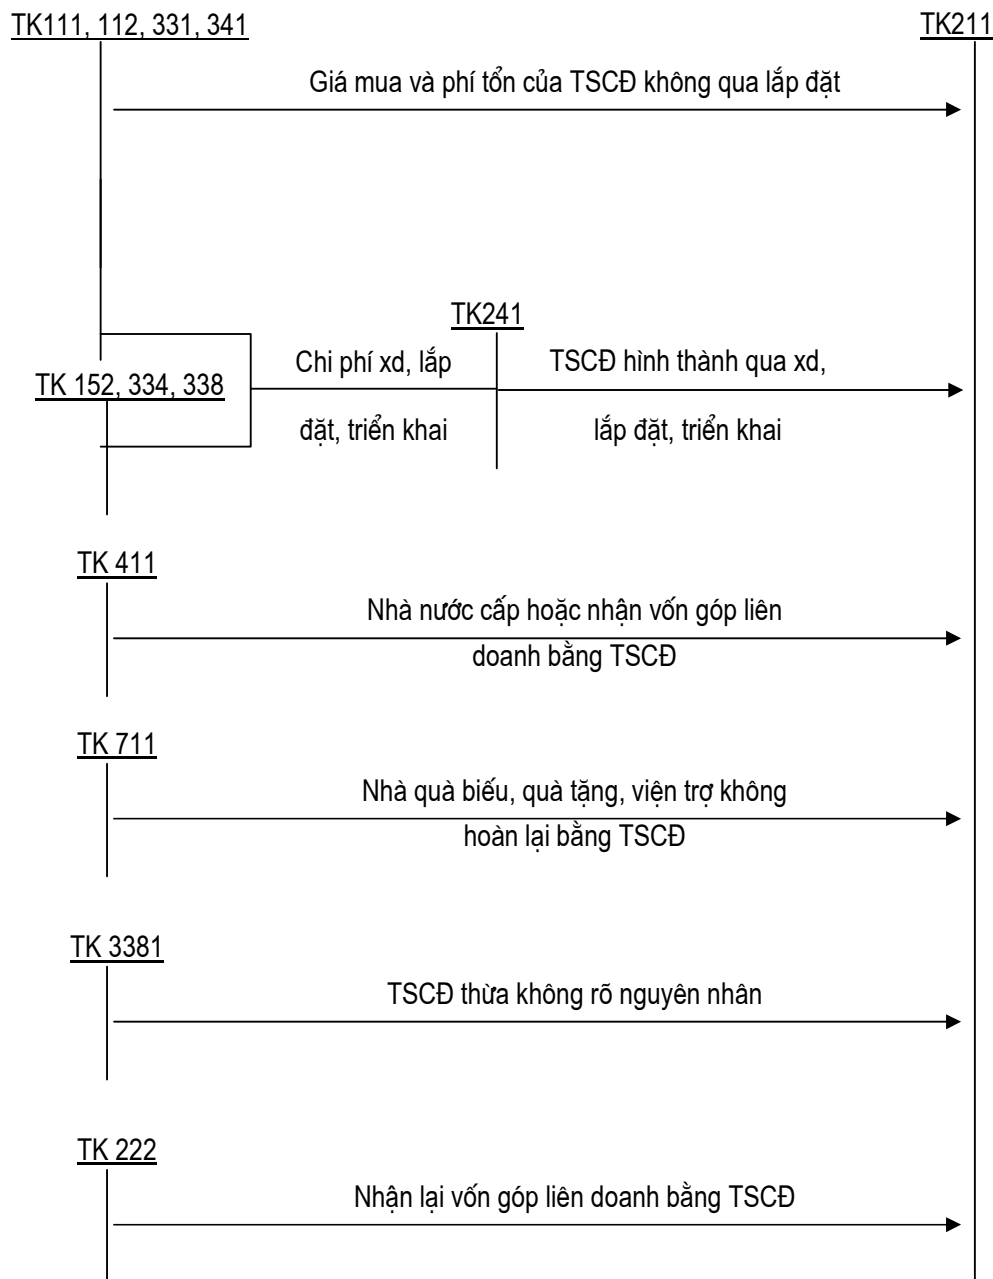 TK111, 112, 331, 341
TK211
Giá mua và phí tổn của TSCĐ không qua lắp đặt
TK241
Chi phí xd, lắp
TSCĐ hình thành qua xd,
TK 152, 334, 338
đặt, triển khai
lắp đặt, triển khai
TK 411
Nhà nước cấp hoặc nhận vốn góp liên
doanh bằng TSCĐ
TK 711
Nhà quà biếu, quà tặng, viện trợ không
hoàn lại bằng TSCĐ
TK 3381
TSCĐ thừa không rõ nguyên nhân
TK 222
Nhận lại vốn góp liên doanh bằng TSCĐ